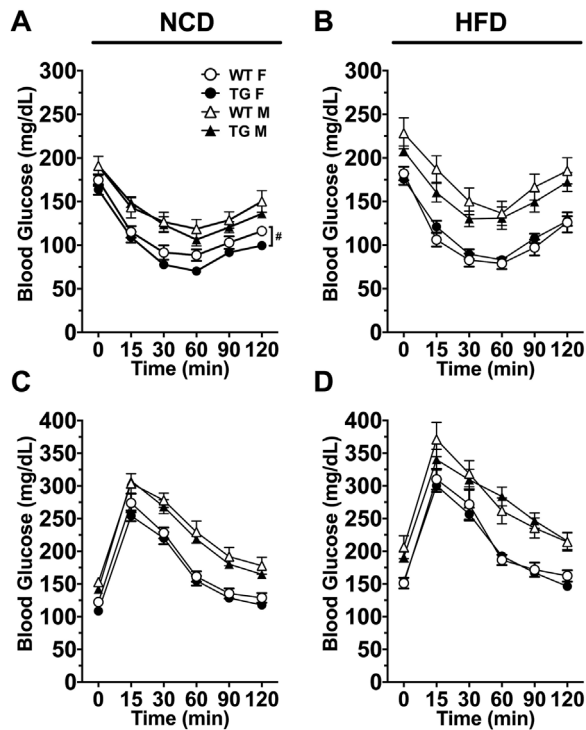 A
NCD
B
HFD
Blood Glucose (mg/dL)
300
250
200
150
100
50
0
WT F
TG F
WT M
TG M
#
0 15 30 60 90 120
Time (min)
Blood Glucose (mg/dL)
300
250
200
150
100
50
0
0 15 30 60 90 120
Time (min)
C
Blood Glucose (mg/dL)
400
350
300
250
200
150
100
50
0
0 15 30 60 90 120
Time (min)
D
Blood Glucose (mg/dL)
400
350
300
250
200
150
100
50
0
0 15 30 60 90 120
Time (min)